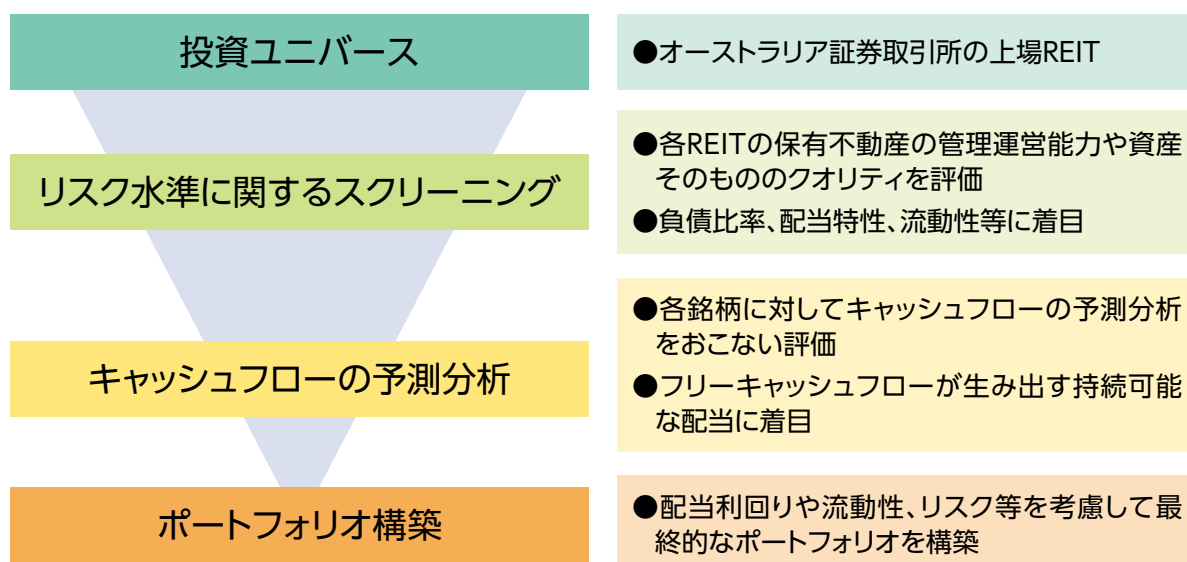 投資ユニバース
●オーストラリア証券取引所の上場REIT
リスク水準に関するスクリーニング
●各REITの保有不動産の管理運営能力や資産
そのもののクオリティを評価
●負債比率、配当特性、流動性等に着目
キャッシュフローの予測分析
●各銘柄に対してキャッシュフローの予測分析
をおこない評価
●フリーキャッシュフローが生み出す持続可能
な配当に着目
ポートフォリオ構築
●配当利回りや流動性、リスク等を考慮して最
終的なポートフォリオを構築